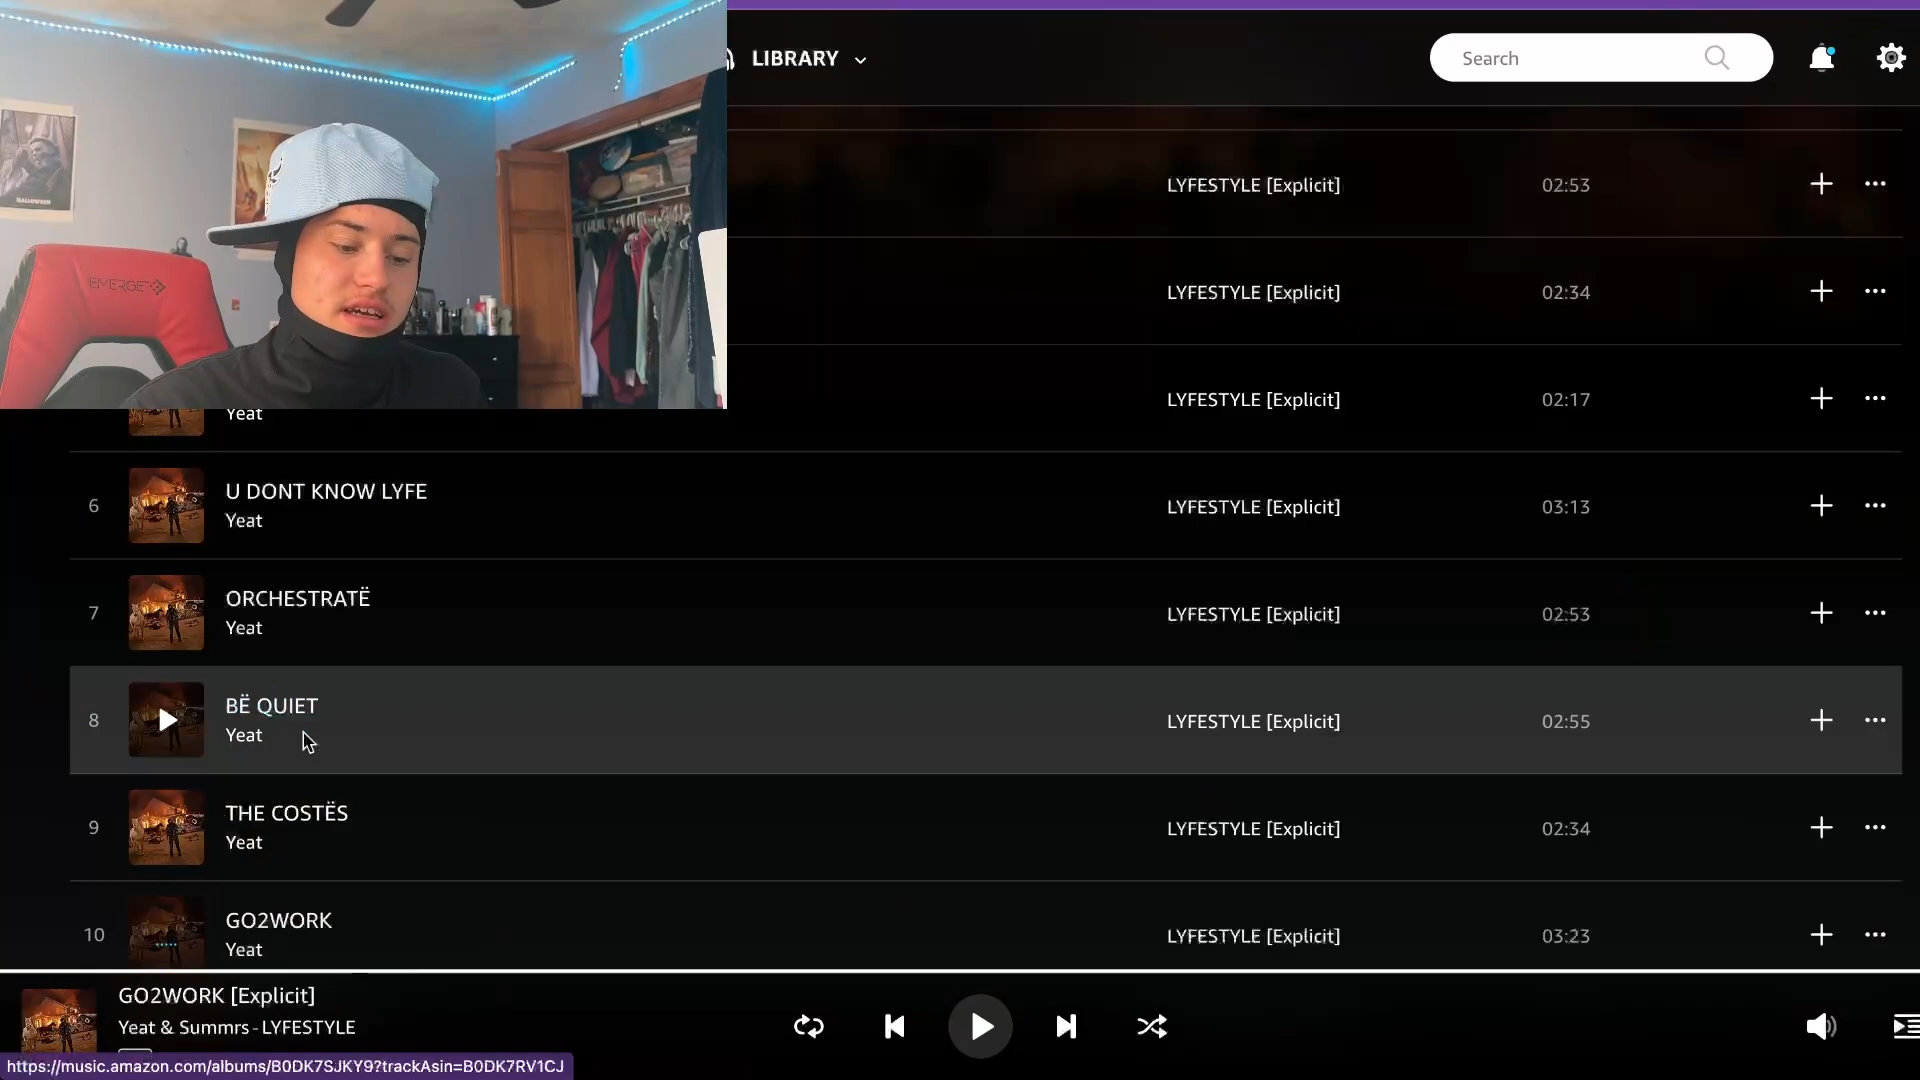 LIBRARY
Search
HALLOWEEN
EMERGE
LYFESTYLE [Explicit]
02:53
LYFESTYLE [Explicit]
02:34
Yeat
LYFESTYLE [Explicit]
02:17
6
U DONT KNOW LYFE
Yeat
LYFESTYLE [Explicit]
03:13
7
ORCHESTRATË
Yeat
LYFESTYLE [Explicit]
02:53
8
BË QUIET
Yeat
LYFESTYLE [Explicit]
02:55
9
THE COSTËS
Yeat
LYFESTYLE [Explicit]
02:34
10
GO2WORK
Yeat
LYFESTYLE [Explicit]
03:23
GO2WORK [Explicit]
Yeat & Summrs - LYFESTYLE
https://music.amazon.com/albums/B0DK7SJKY9?trackAsin=B0DK7RV1CJ